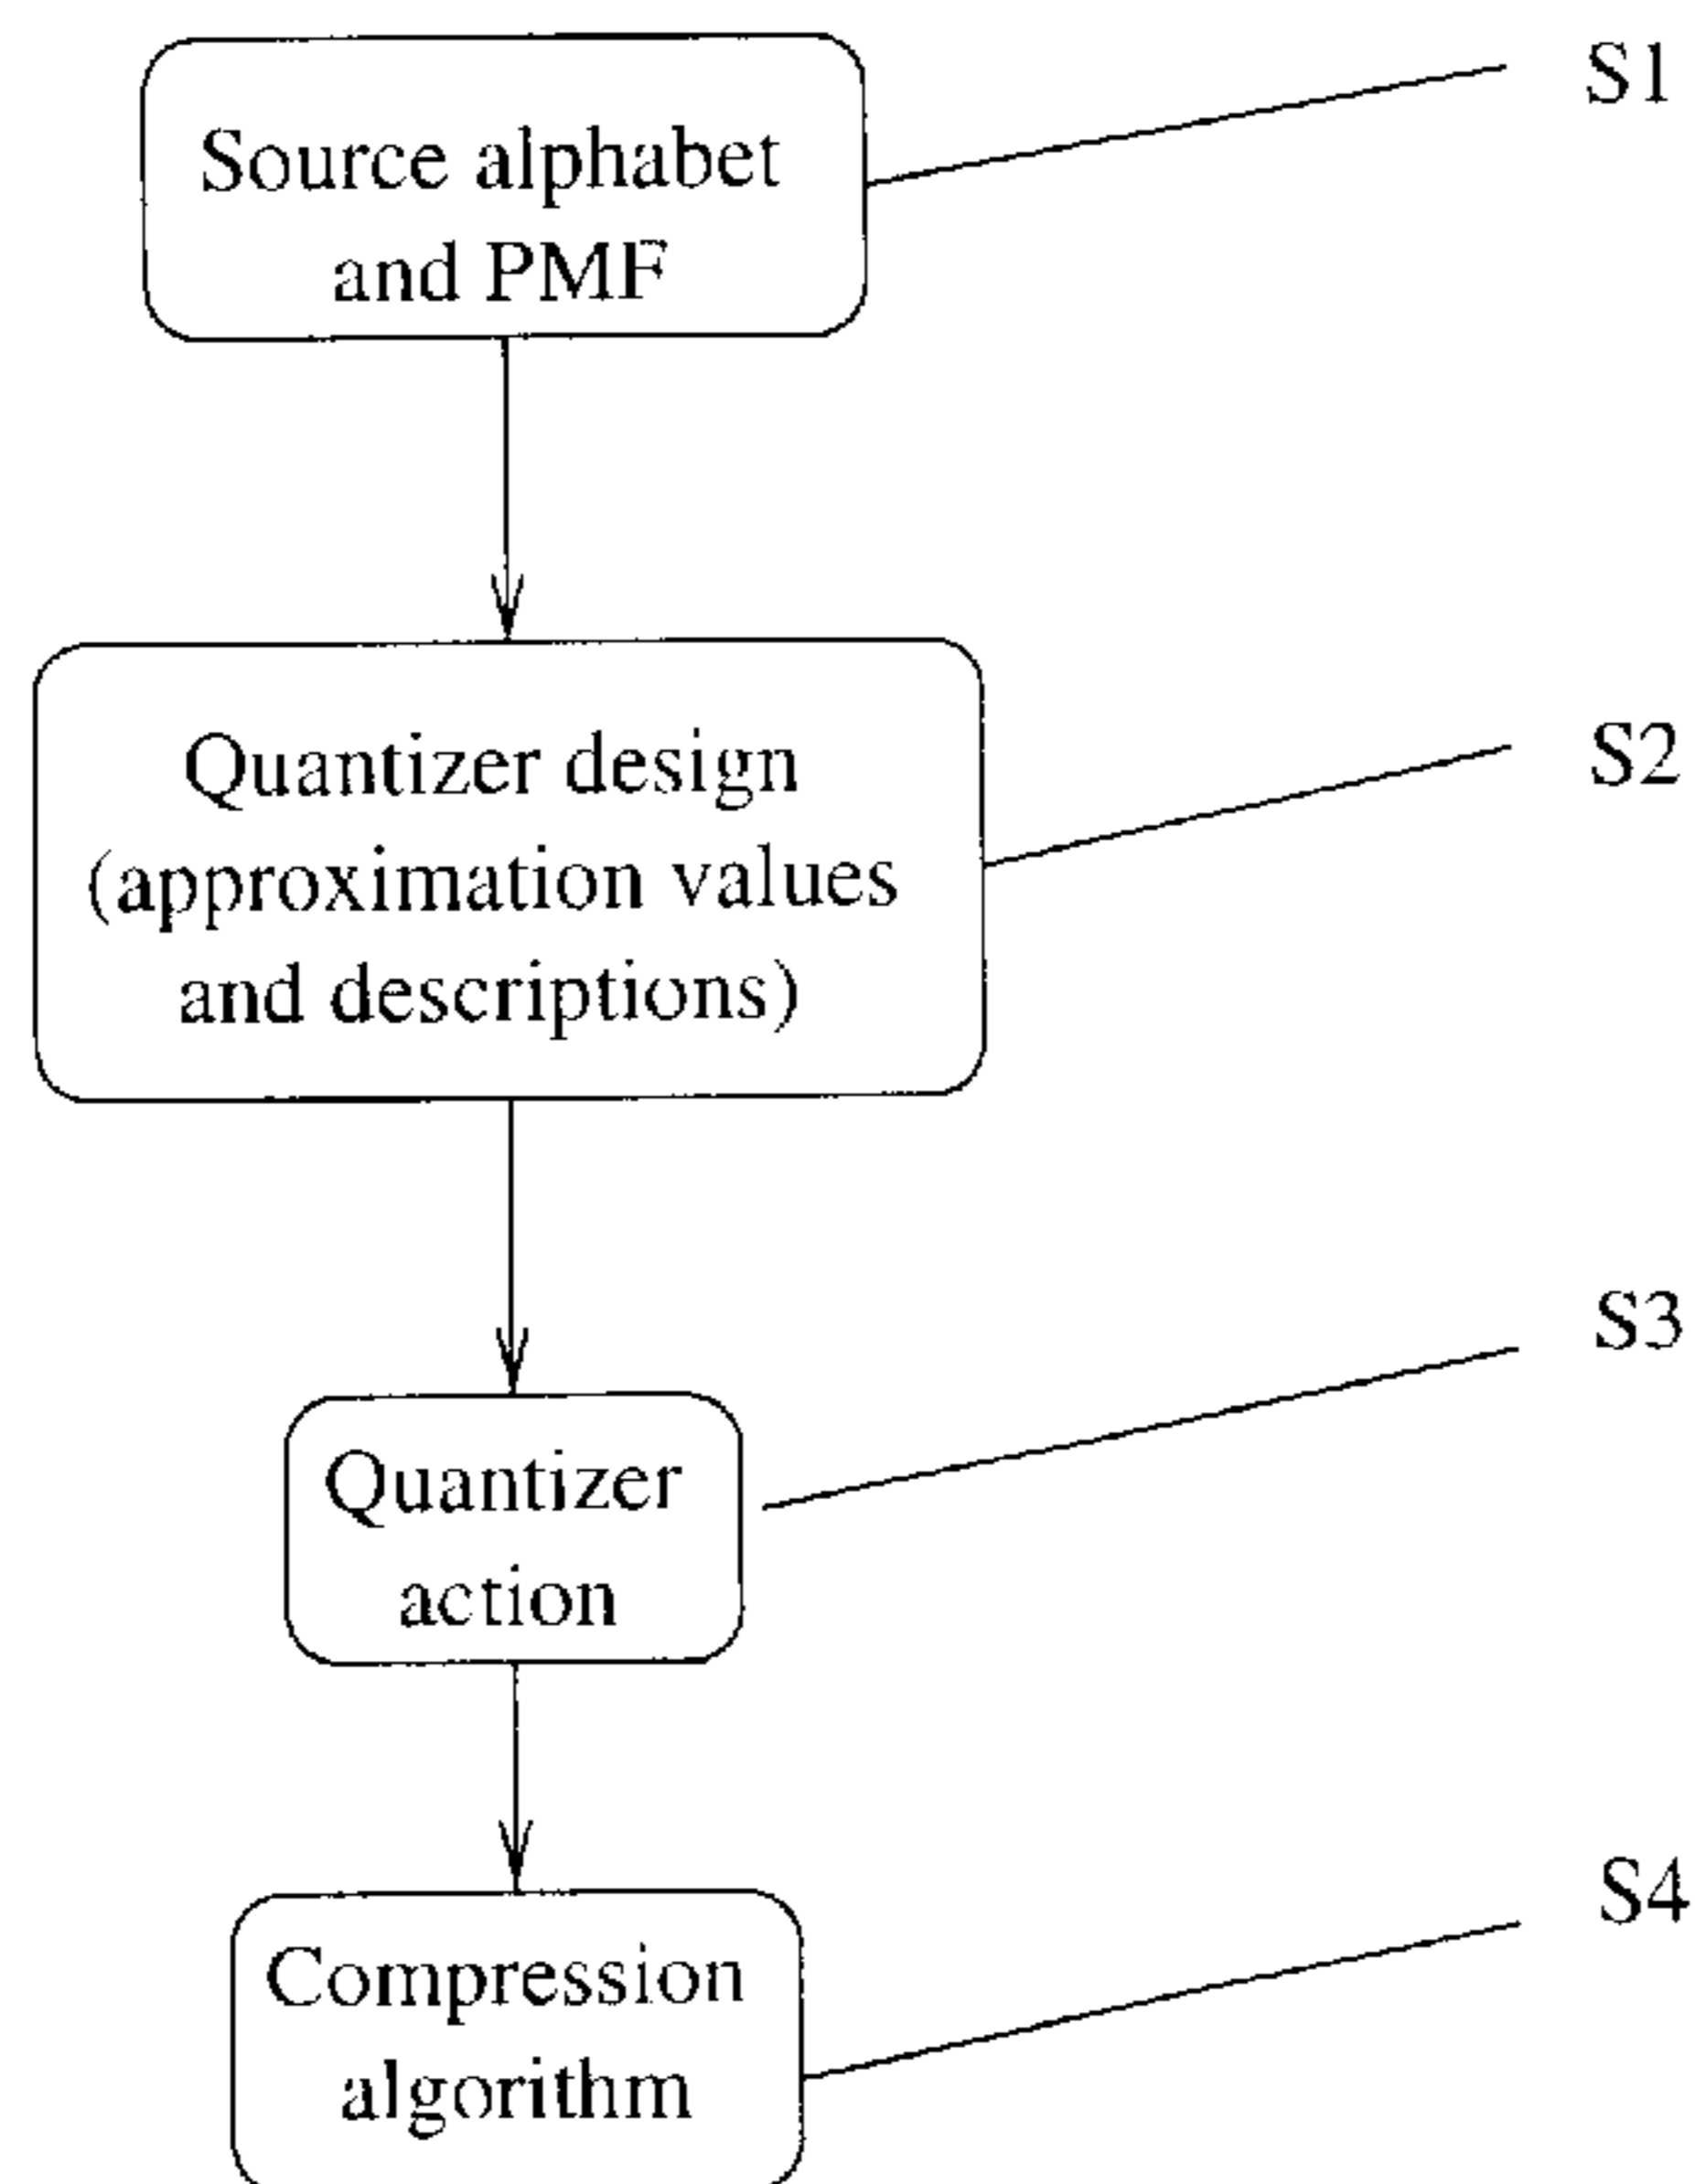 Source alphabet
and PMF
S1
Quantizer design
(approximation values
and descriptions)
S2
Quantizer
action
S3
Compression
algorithm
S4